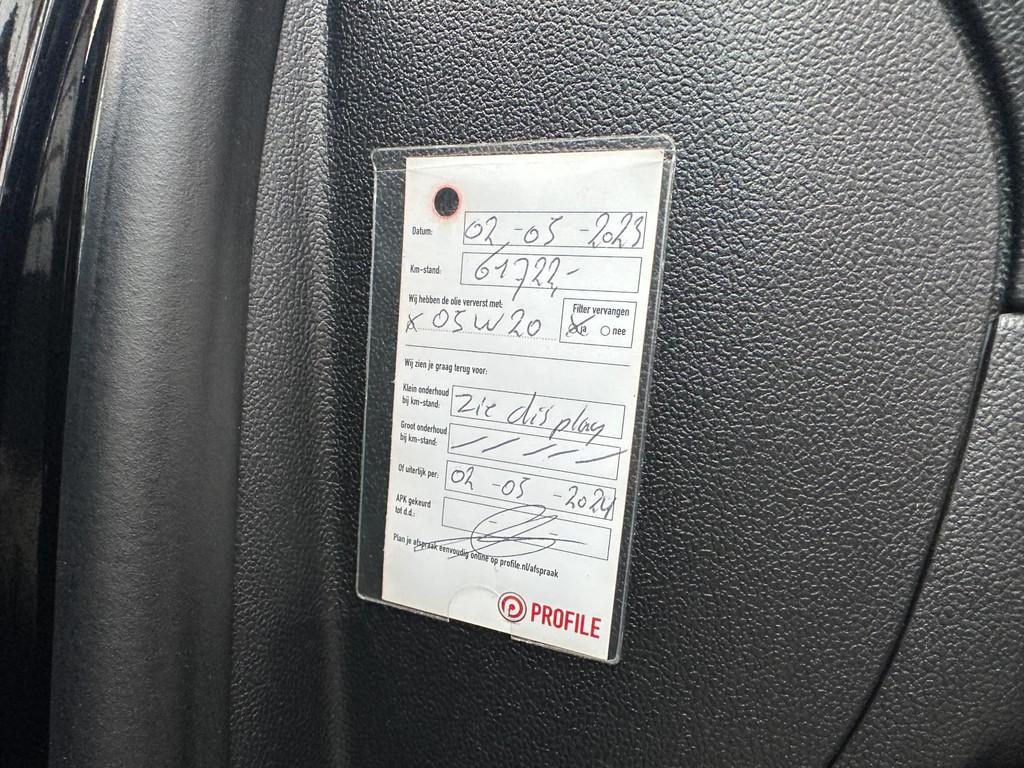 Datum: 02 -05 -2023
Km-stand: 61722,-
Wij hebben de olie ververst met:
x 05W20
Filter vervangen
ja nee
Wij zien je graag terug voor:
Klein onderhoud
bij km-stand: zie display
Groot onderhoud
bij km-stand:
Of uiterlijk per: 02 -05 -2024
APK gekeurd
tot d.d.:
Plan je afspraak eenvoudig online op profile.nl/afspraak
PROFILE